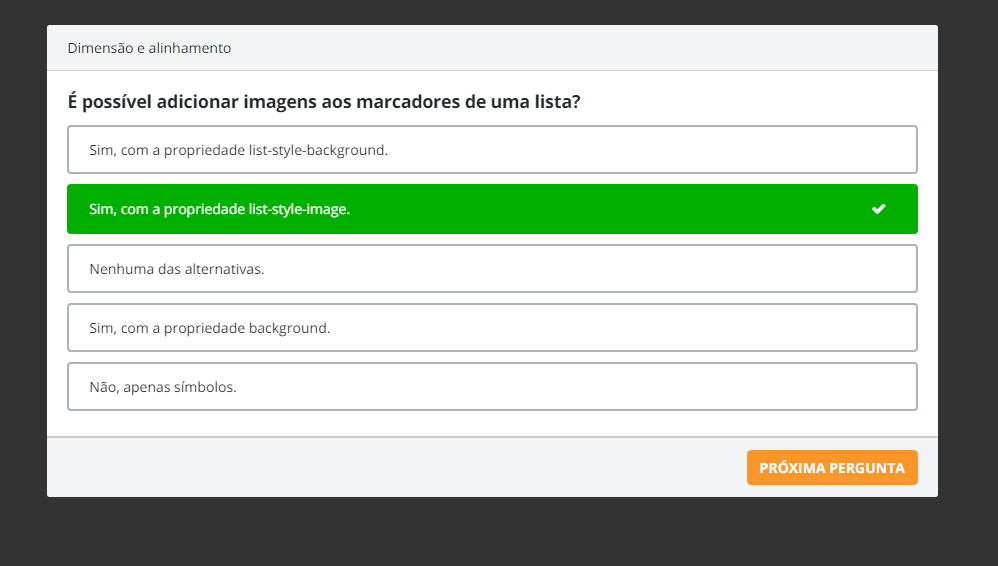 Dimensão e alinhamento
É possível adicionar imagens aos marcadores de uma lista?
Sim, com a propriedade list-style-background.
Sim, com a propriedade list-style-image.
Nenhuma das alternativas.
Sim, com a propriedade background.
Não, apenas símbolos.
PRÓXIMA PERGUNTA